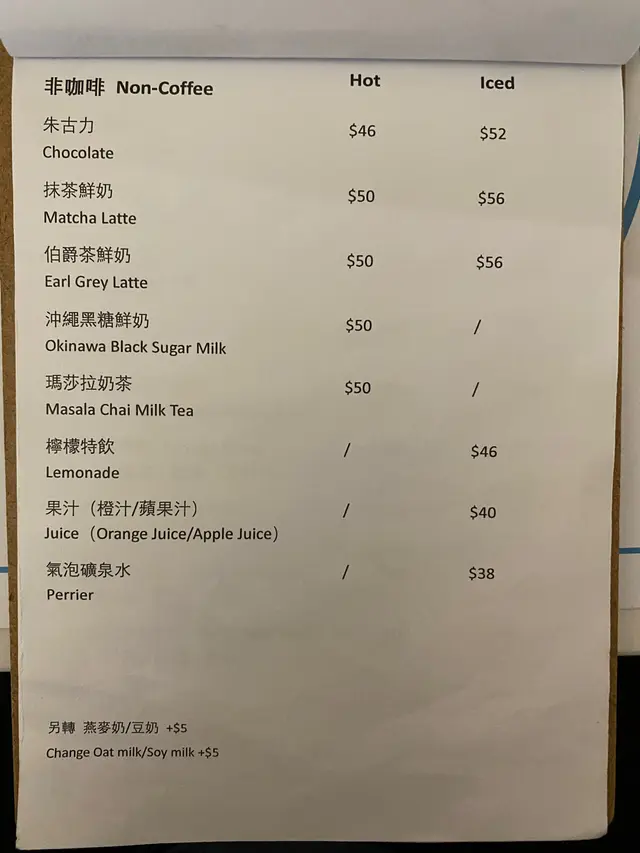 非咖啡 Non-Coffee Hot Iced
朱古力 $46 $52
Chocolate
抹茶鮮奶 $50 $56
Matcha Latte
伯爵茶鮮奶 $50 $56
Earl Grey Latte
沖繩黑糖鮮奶 $50 /
Okinawa Black Sugar Milk
瑪莎拉奶茶 $50 /
Masala Chai Milk Tea
檸檬特飲 / $46
Lemonade
果汁（橙汁/蘋果汁） / $40
Juice（Orange Juice/Apple Juice）
氣泡礦泉水 / $38
Perrier
另轉 燕麥奶/豆奶 +$5
Change Oat milk/Soy milk +$5